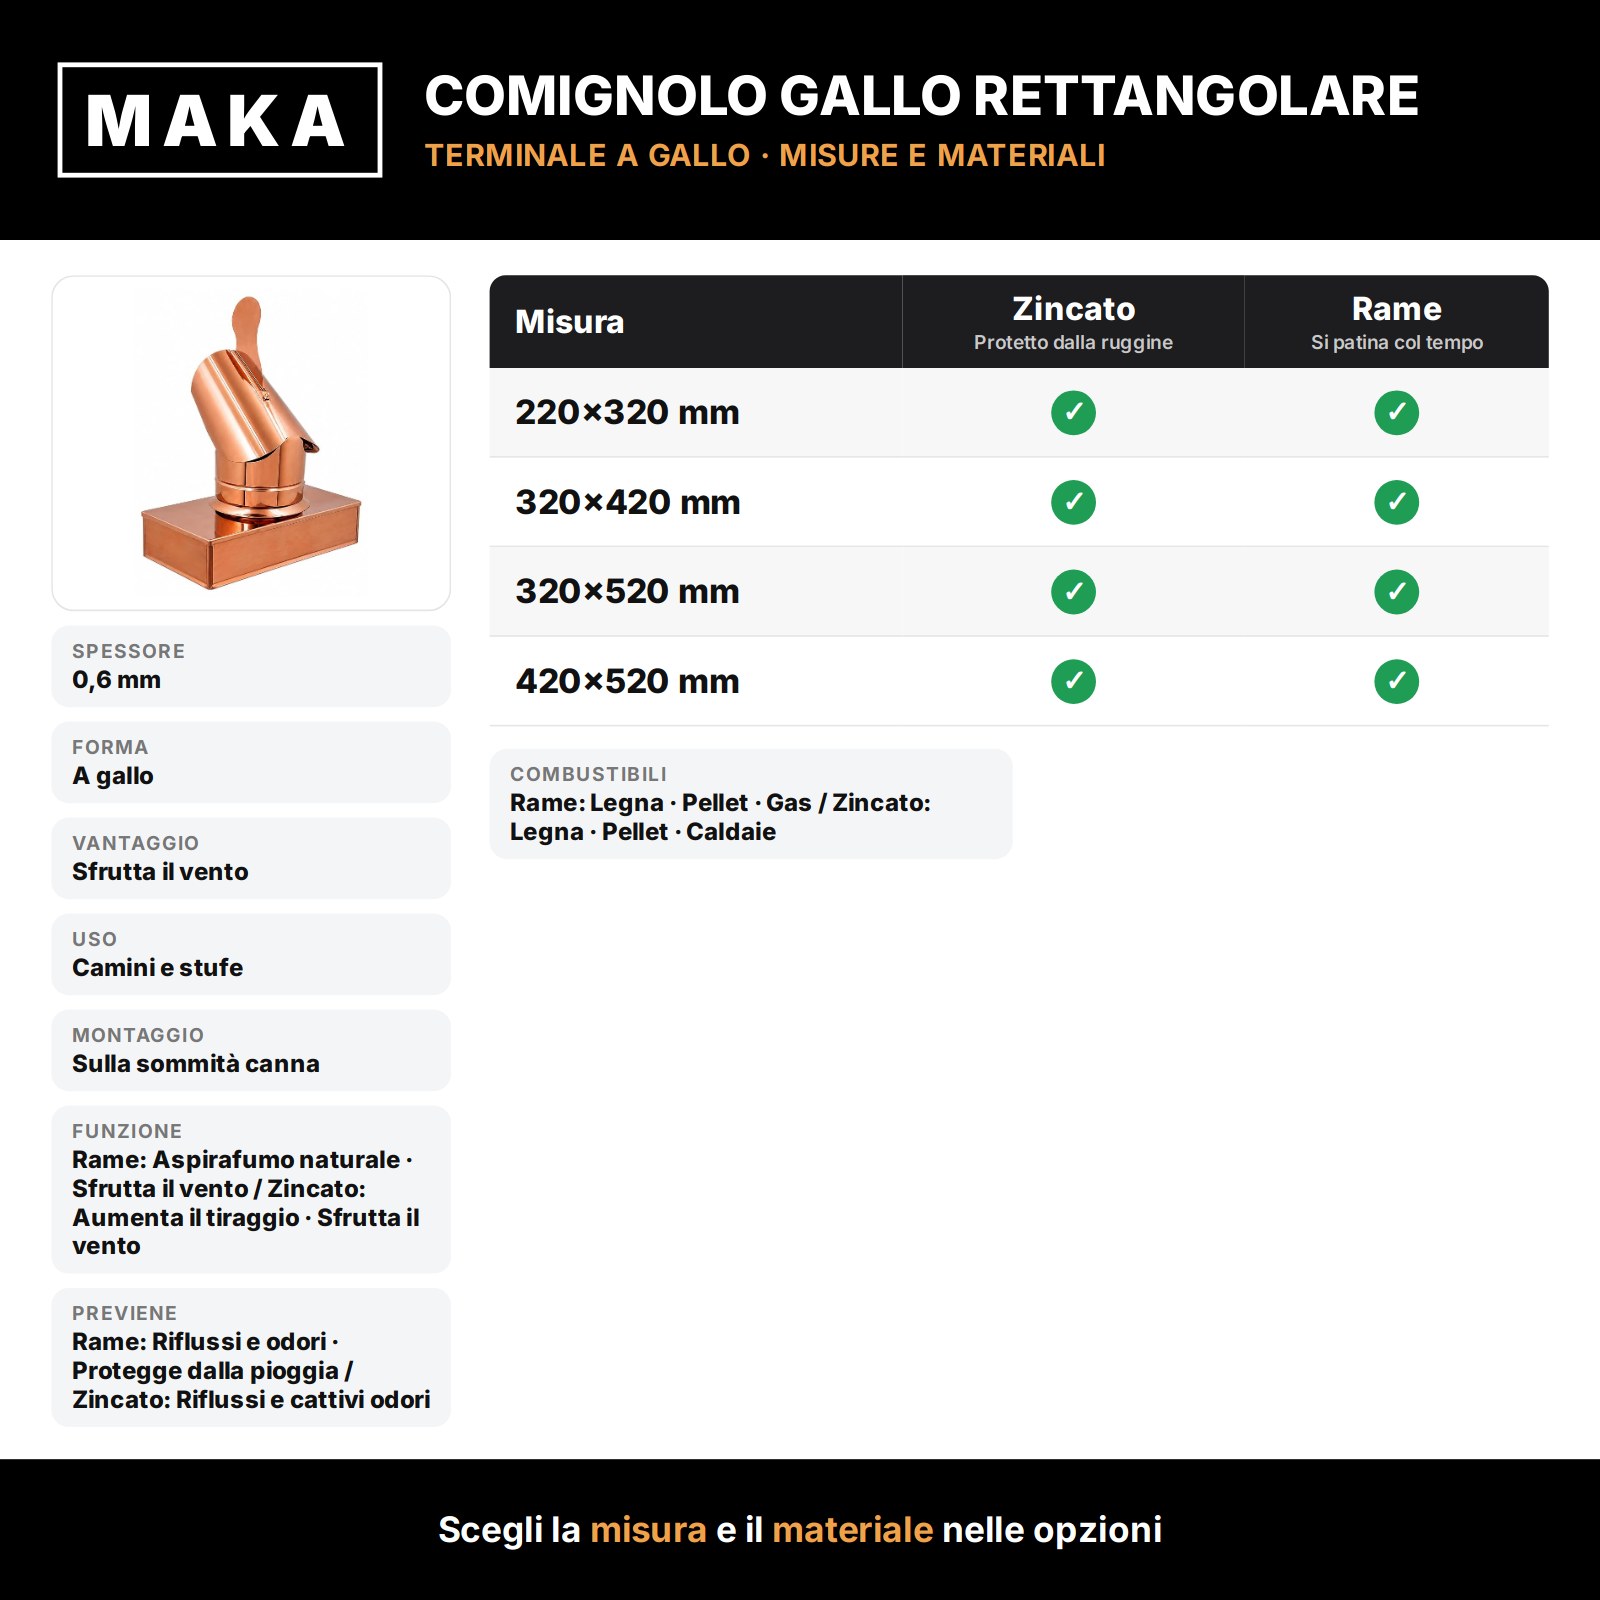 MAKA
COMIGNOLO GALLO RETTANGOLARE
TERMINALE A GALLO · MISURE E MATERIALI
SPESSORE
0,6 mm
FORMA
A gallo
VANTAGGIO
Sfrutta il vento
USO
Camini e stufe
MONTAGGIO
Sulla sommità canna
FUNZIONE
Rame: Aspirafumo naturale ·
Sfrutta il vento / Zincato:
Aumenta il tiraggio · Sfrutta il
vento
PREVIENE
Rame: Riflussi e odori ·
Protegge dalla pioggia /
Zincato: Riflussi e cattivi odori
Misura Zincato Rame
Protetto dalla ruggine Si patina col tempo
220×320 mm ✓ ✓
320×420 mm ✓ ✓
320×520 mm ✓ ✓
420×520 mm ✓ ✓
COMBUSTIBILI
Rame: Legna · Pellet · Gas / Zincato:
Legna · Pellet · Caldaie
Scegli la misura e il materiale nelle opzioni